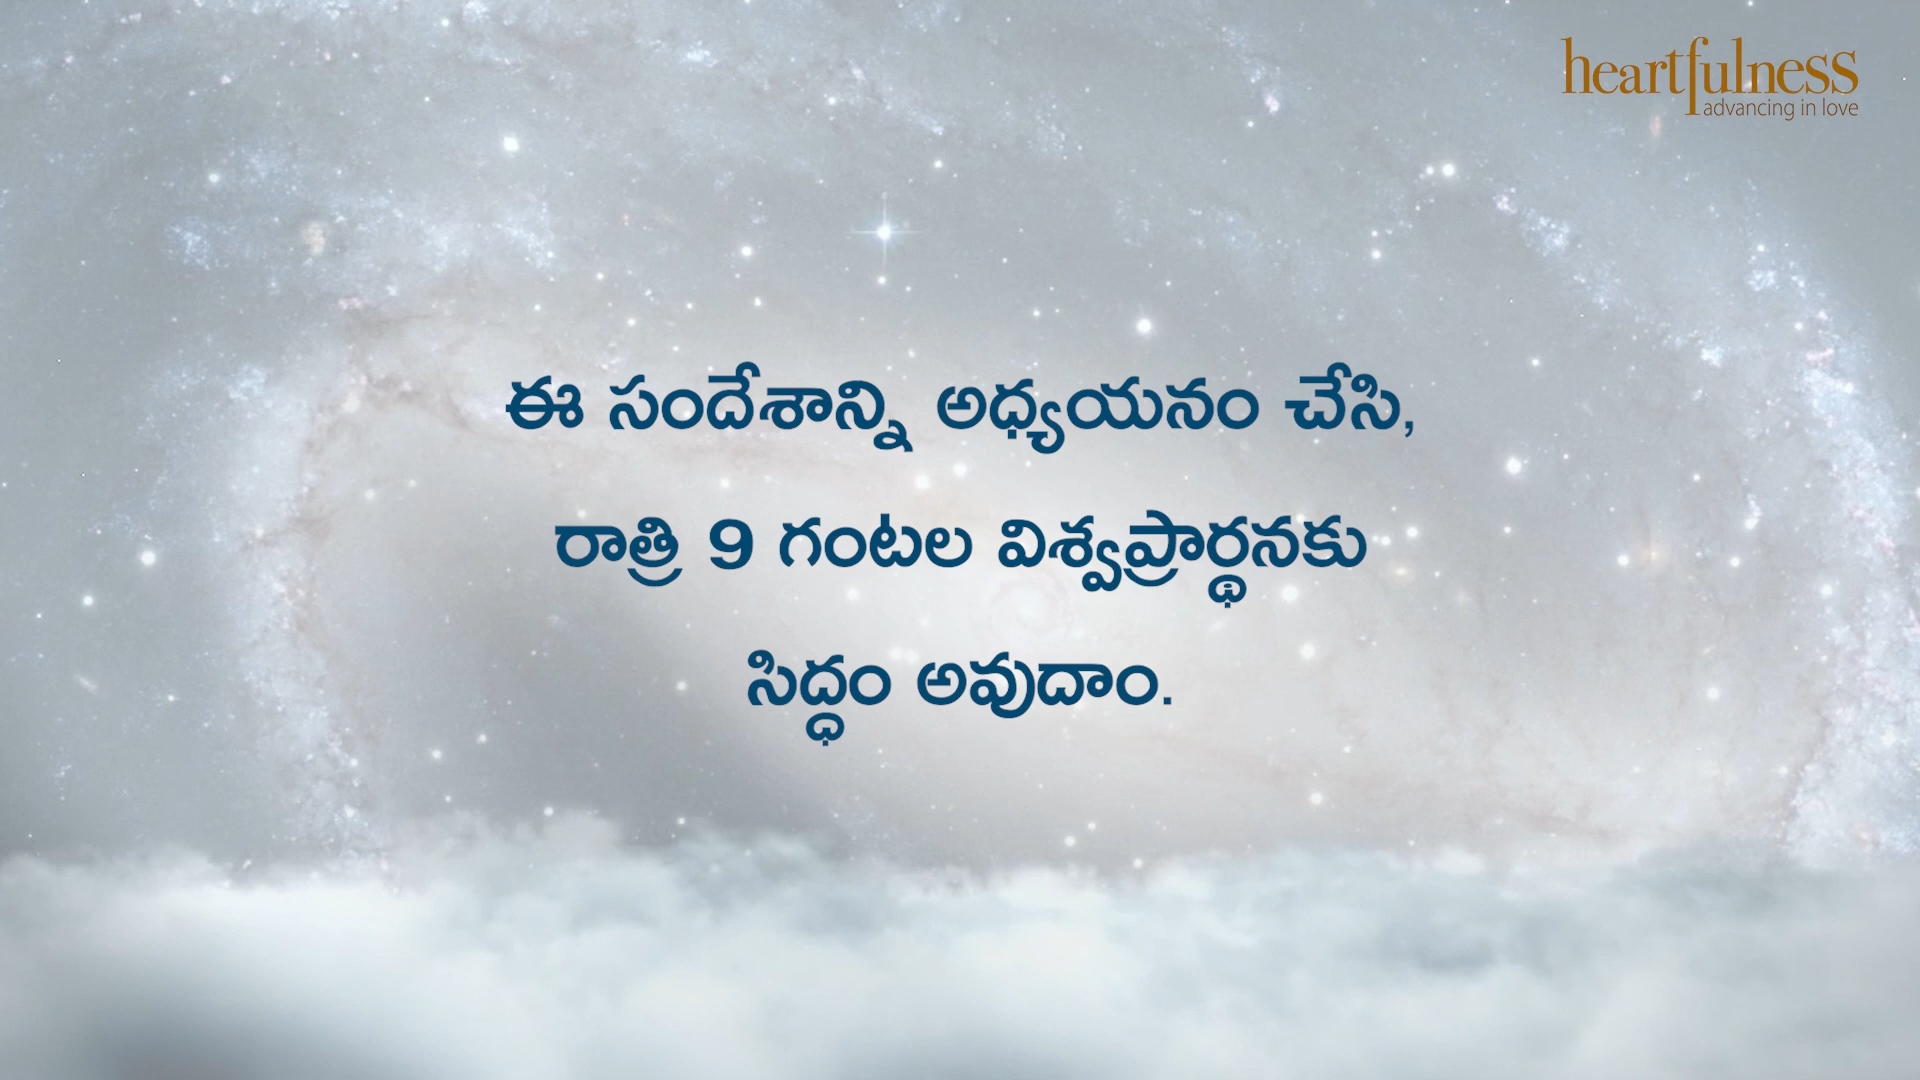 heartfulness
advancing in love
ఈ సందేశాన్ని అధ్యయనం చేసి,
రాత్రి 9 గంటల విశ్వప్రార్థనకు
సిద్ధం అవుదాం.